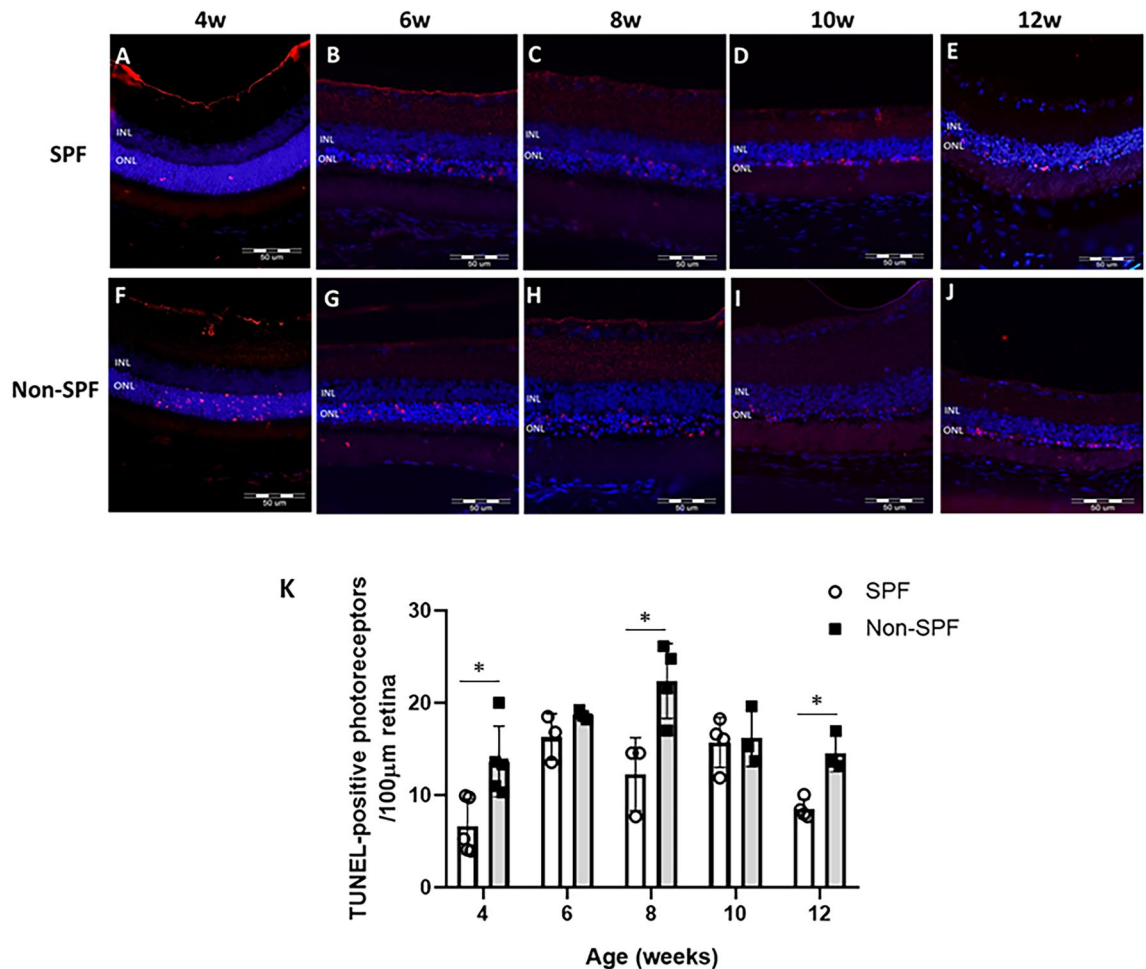 4w 6w 8w 10w 12w
SPF
A B C D E
INL INL INL INL INL
ONL ONL ONL ONL ONL
50 um 50 um 50 um 50 um 50 um
Non-SPF
F G H I J
INL INL INL INL INL
ONL ONL ONL ONL ONL
50 um 50 um 50 um 50 um 50 um
K
TUNEL-positive photoreceptors
/100μm retina
30
20
10
0
* * *
SPF
Non-SPF
4 6 8 10 12
Age (weeks)